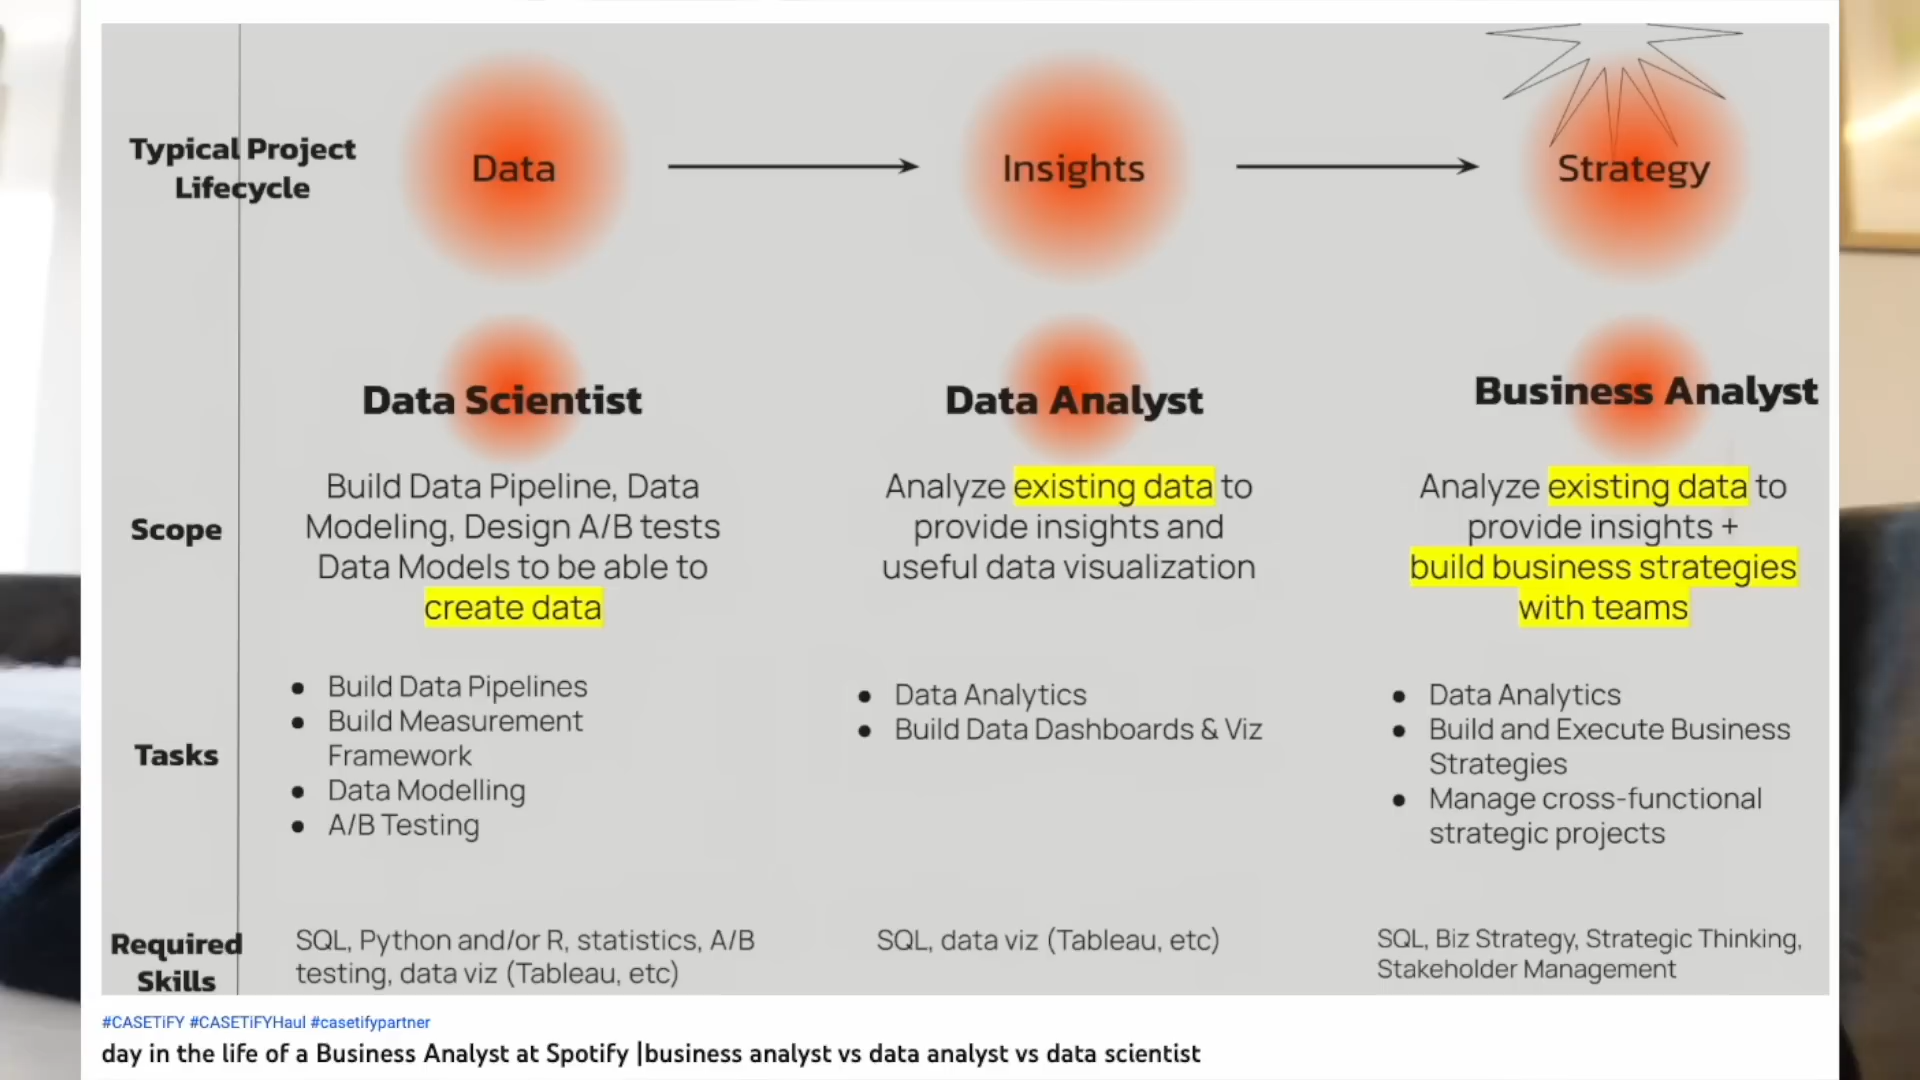 Typical Project
Lifecycle
Data
Insights
Strategy
Data Scientist
Data Analyst
Business Analyst
Scope
Build Data Pipeline, Data
Modeling, Design A/B tests
Data Models to be able to
create data
Analyze existing data to
provide insights and
useful data visualization
Analyze existing data to
provide insights +
build business strategies
with teams
Tasks
• Build Data Pipelines
• Build Measurement
Framework
• Data Modelling
• A/B Testing
• Data Analytics
• Build Data Dashboards & Viz
• Data Analytics
• Build and Execute Business
Strategies
• Manage cross-functional
strategic projects
Required
Skills
SQL, Python and/or R, statistics, A/B
testing, data viz (Tableau, etc)
SQL, data viz (Tableau, etc)
SQL, Biz Strategy, Strategic Thinking,
Stakeholder Management
#CASETiFY #CASETiFYHaul #casetifypartner
day in the life of a Business Analyst at Spotify |business analyst vs data analyst vs data scientist